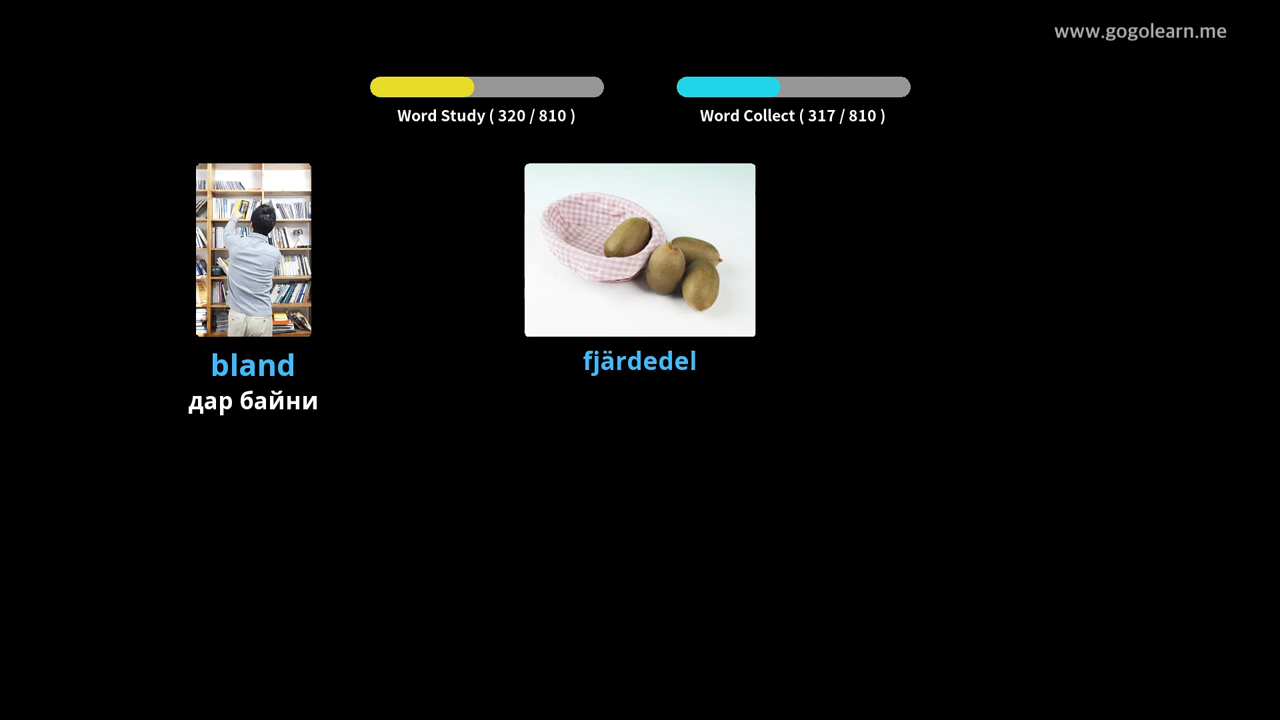 www.gogolearn.me
Word Study ( 320 / 810 )
Word Collect ( 317 / 810 )
bland
дар байни
fjärdedel